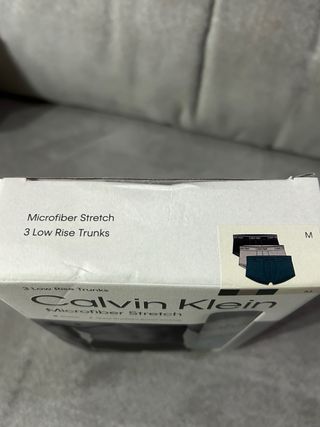 Microfiber Stretch
3 Low Rise Trunks
M
3 Low Rise Trunks
Calvin Klein
Microfiber Stretch